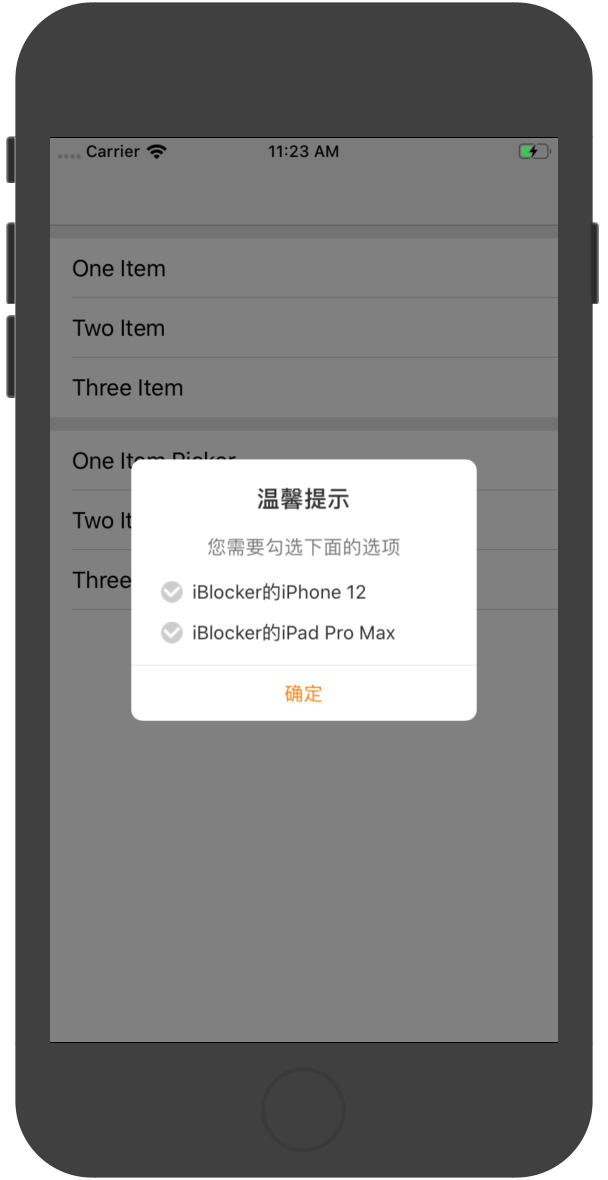 Carrier 11:23 AM
One Item
Two Item
Three Item
One Item Picker
Two It
Three
温馨提示
您需要勾选下面的选项
iBlocker的iPhone 12
iBlocker的iPad Pro Max
确定